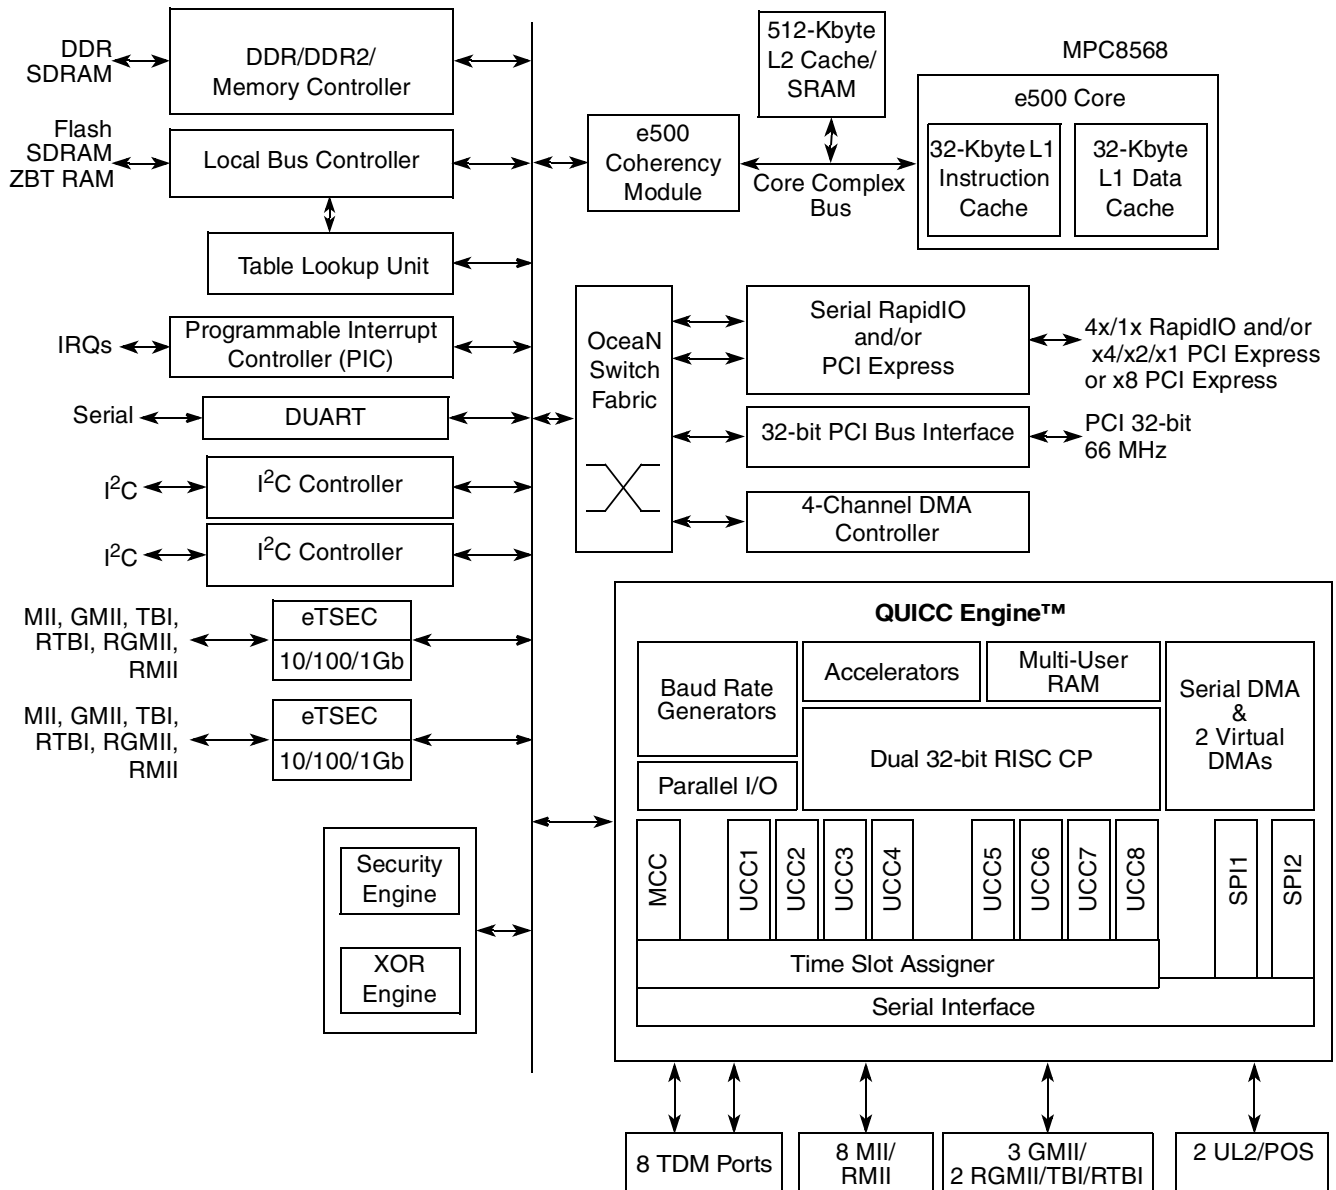 DDR
SDRAM
DDR/DDR2/
Memory Controller
Flash
SDRAM
ZBT RAM
Local Bus Controller
Table Lookup Unit
IRQs
Programmable Interrupt
Controller (PIC)
Serial
DUART
I²C
I²C Controller
I²C
I²C Controller
MII, GMII, TBI,
RTBI, RGMII,
RMII
eTSEC
10/100/1Gb
MII, GMII, TBI,
RTBI, RGMII,
RMII
eTSEC
10/100/1Gb
Security
Engine
XOR
Engine
e500
Coherency
Module
512-Kbyte
L2 Cache/
SRAM
Core Complex
Bus
MPC8568
e500 Core
32-Kbyte L1
Instruction
Cache
32-Kbyte
L1 Data
Cache
OceaN
Switch
Fabric
Serial RapidIO
and/or
PCI Express
4x/1x RapidIO and/or
x4/x2/x1 PCI Express
or x8 PCI Express
32-bit PCI Bus Interface
PCI 32-bit
66 MHz
4-Channel DMA
Controller
QUICC Engine™
Baud Rate
Generators
Accelerators
Multi-User
RAM
Serial DMA
&
2 Virtual
DMAs
Parallel I/O
Dual 32-bit RISC CP
MCC
UCC1
UCC2
UCC3
UCC4
UCC5
UCC6
UCC7
UCC8
SPI1
SPI2
Time Slot Assigner
Serial Interface
8 TDM Ports
8 MII/
RMII
3 GMII/
2 RGMII/TBI/RTBI
2 UL2/POS